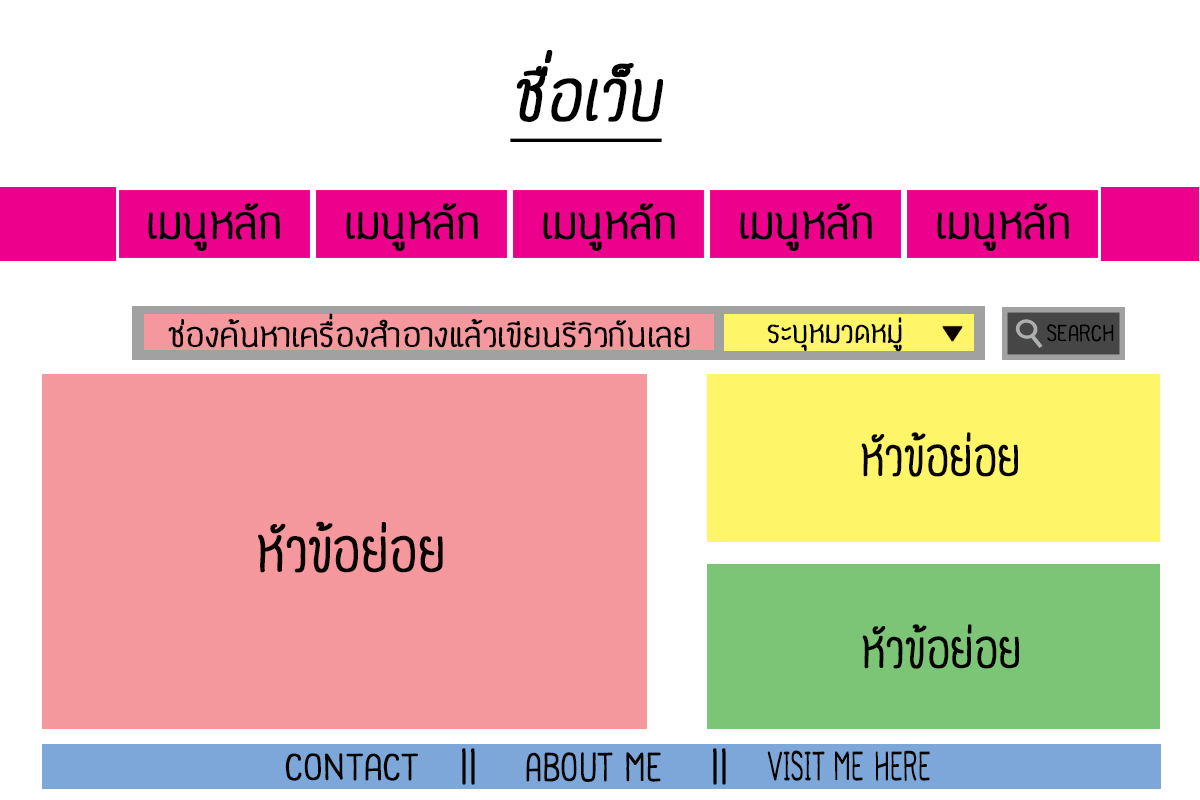 ชื่อเว็บ
เมนูหลัก เมนูหลัก เมนูหลัก เมนูหลัก เมนูหลัก
ช่องค้นหาเครื่องสำอางแล้วเขียนรีวิวกันเลย ระบุหมวดหมู่ SEARCH
หัวข้อย่อย
หัวข้อย่อย
หัวข้อย่อย
CONTACT || ABOUT ME || VISIT ME HERE